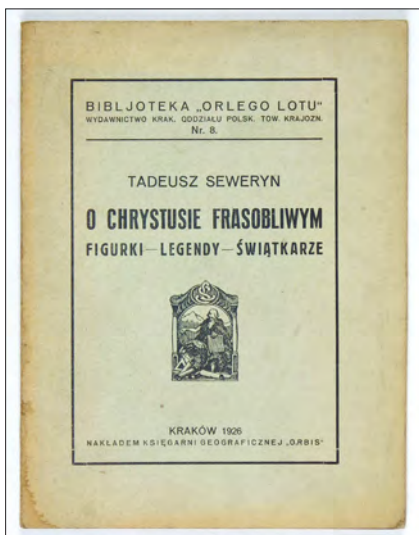 BIBLJOTEKA „ORLEGO LOTU"
WYDAWNICTWO KRAK. ODDZIAŁU POLSK. TOW. KRAJOZN.
Nr. 8.
TADEUSZ SEWERYN
O CHRYSTUSIE FRASOBLIWYM
FIGURKI—LEGENDY—ŚWIĄTKARZE
KRAKÓW 1926
NAKŁADEM KSIĘGARNI GEOGRAFICZNEJ „ORBIS"